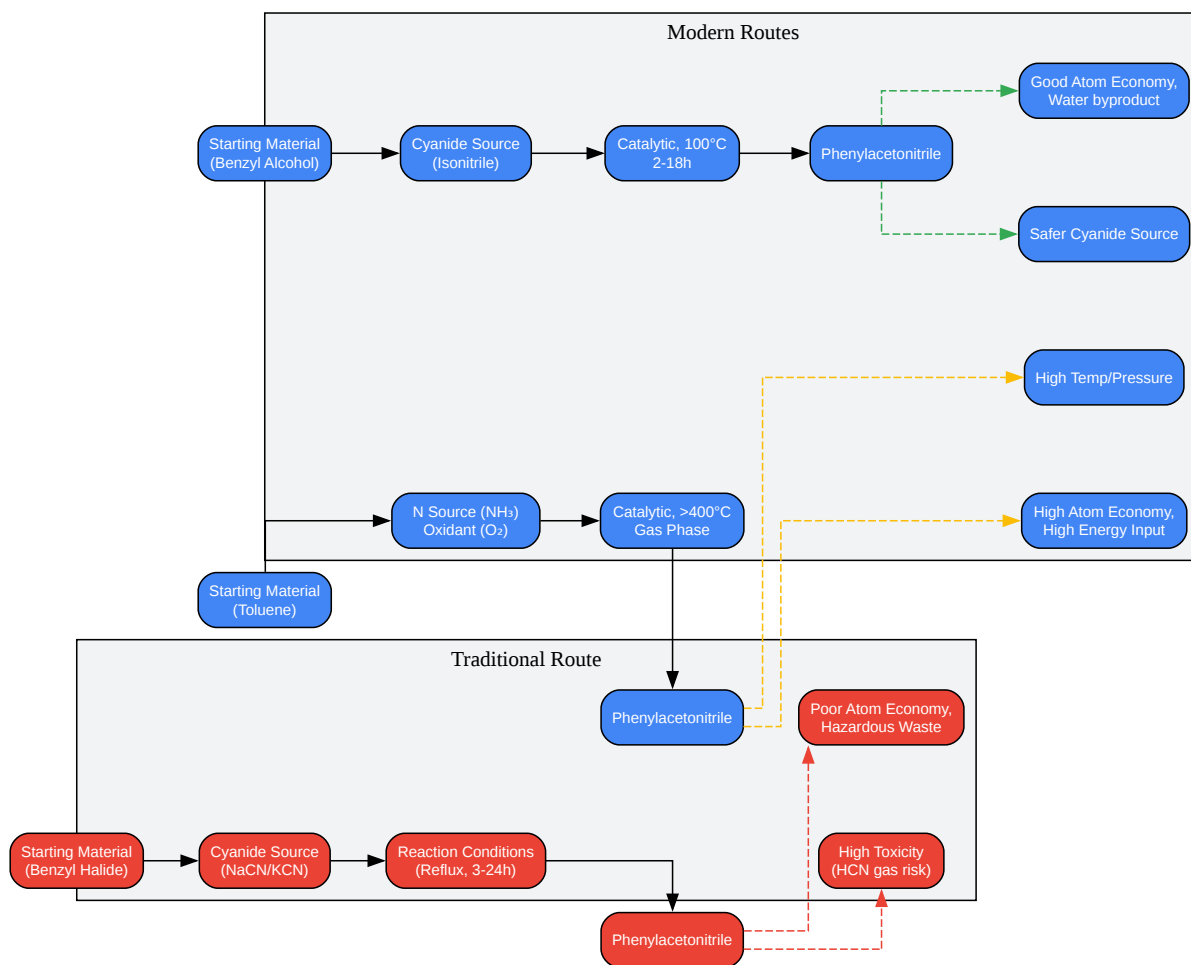 Modern Routes
Good Atom Economy,
Water byproduct
Starting Material
(Benzyl Alcohol)
Cyanide Source
(Isonitrile)
Catalytic, 100°C
2-18h
Phenylacetonitrile
Safer Cyanide Source
High Temp/Pressure
N Source (NH₃)
Oxidant (O₂)
Catalytic, >400°C
Gas Phase
High Atom Economy,
High Energy Input
Starting Material
(Toluene)
Traditional Route
Phenylacetonitrile
Poor Atom Economy,
Hazardous Waste
Starting Material
(Benzyl Halide)
Cyanide Source
(NaCN/KCN)
Reaction Conditions
(Reflux, 3-24h)
High Toxicity
(HCN gas risk)
Phenylacetonitrile